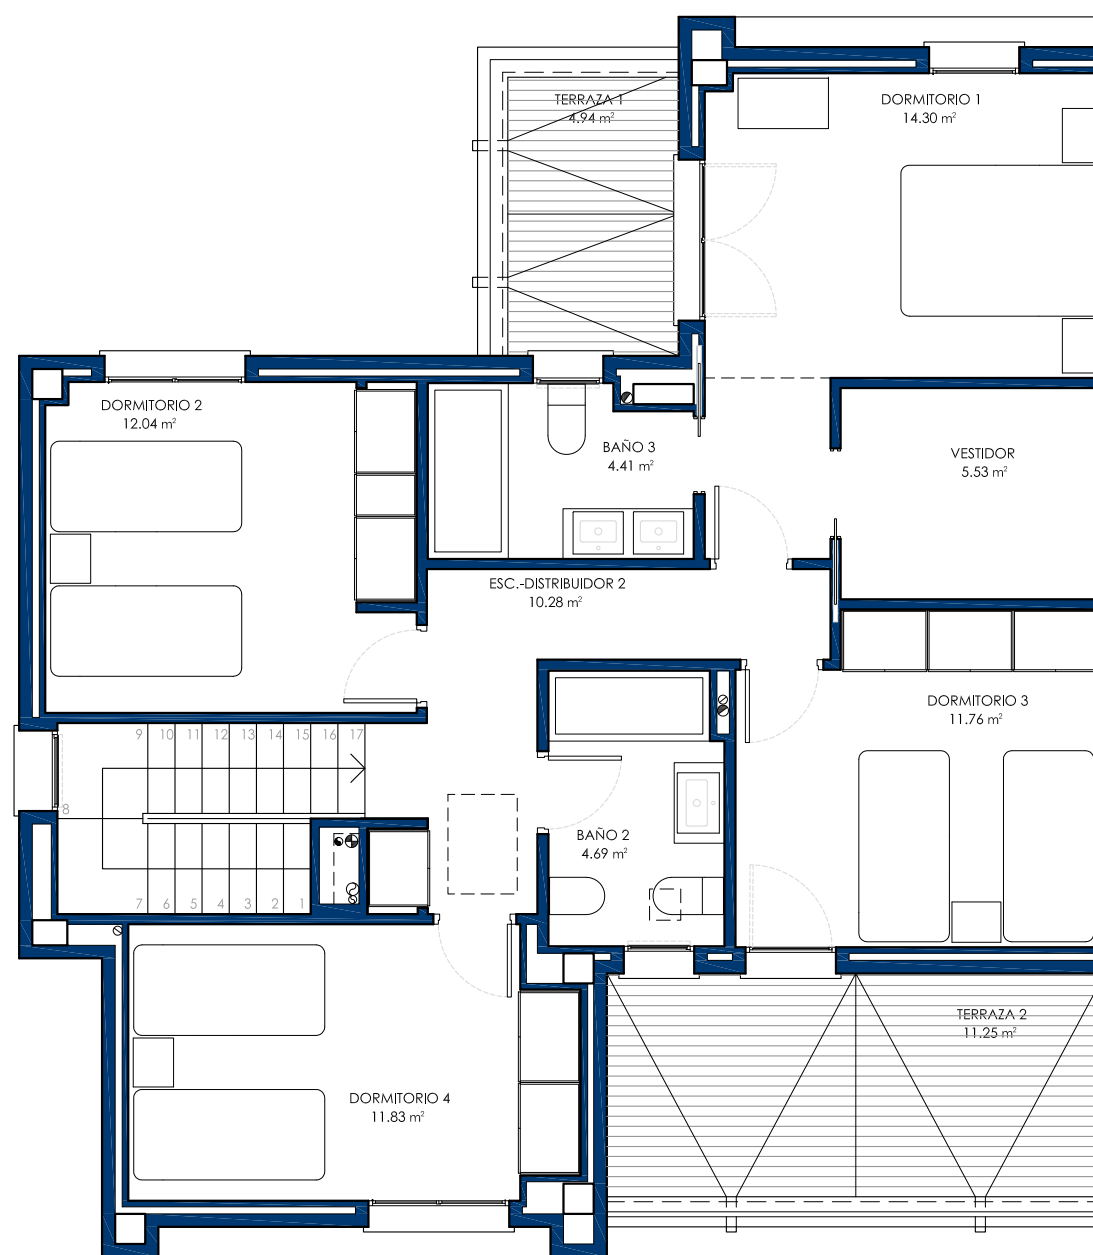 TERRAZA 1
4.94 m²
DORMITORIO 1
14.30 m²
DORMITORIO 2
12.04 m²
BAÑO 3
4.41 m²
VESTIDOR
5.53 m²
ESC.-DISTRIBUIDOR 2
10.28 m²
DORMITORIO 3
11.76 m²
9 10 11 12 13 14 15 16 17
8
BAÑO 2
4.69 m²
7 6 5 4 3 2 1
TERRAZA 2
11.25 m²
DORMITORIO 4
11.83 m²